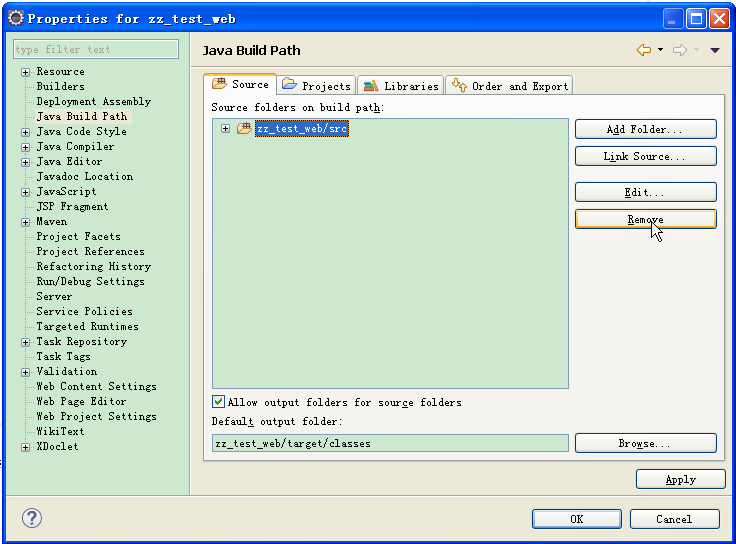 Properties for zz_test_web
type filter text
Resource
Builders
Deployment Assembly
Java Build Path
Java Code Style
Java Compiler
Java Editor
Javadoc Location
JavaScript
JSP Fragment
Maven
Project Facets
Project References
Refactoring History
Run/Debug Settings
Server
Service Policies
Targeted Runtimes
Task Repository
Task Tags
Validation
Web Content Settings
Web Page Editor
Web Project Settings
WikiText
XDoclet
Java Build Path
Source Projects Libraries Order and Export
Source folders on build path:
zz_test_web/src
Add Folder...
Link Source...
Edit...
Remove
Allow output folders for source folders
Default output folder:
zz_test_web/target/classes
Browse...
Apply
OK Cancel